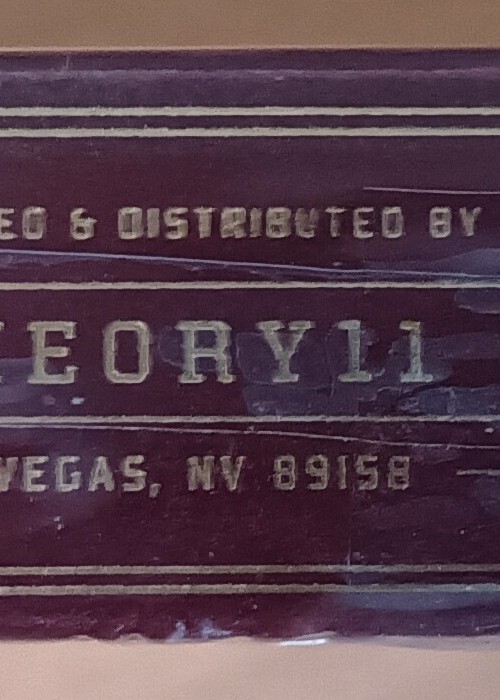 ED & DISTRIBUTED BY
EORY11
VEGAS, NV 89158